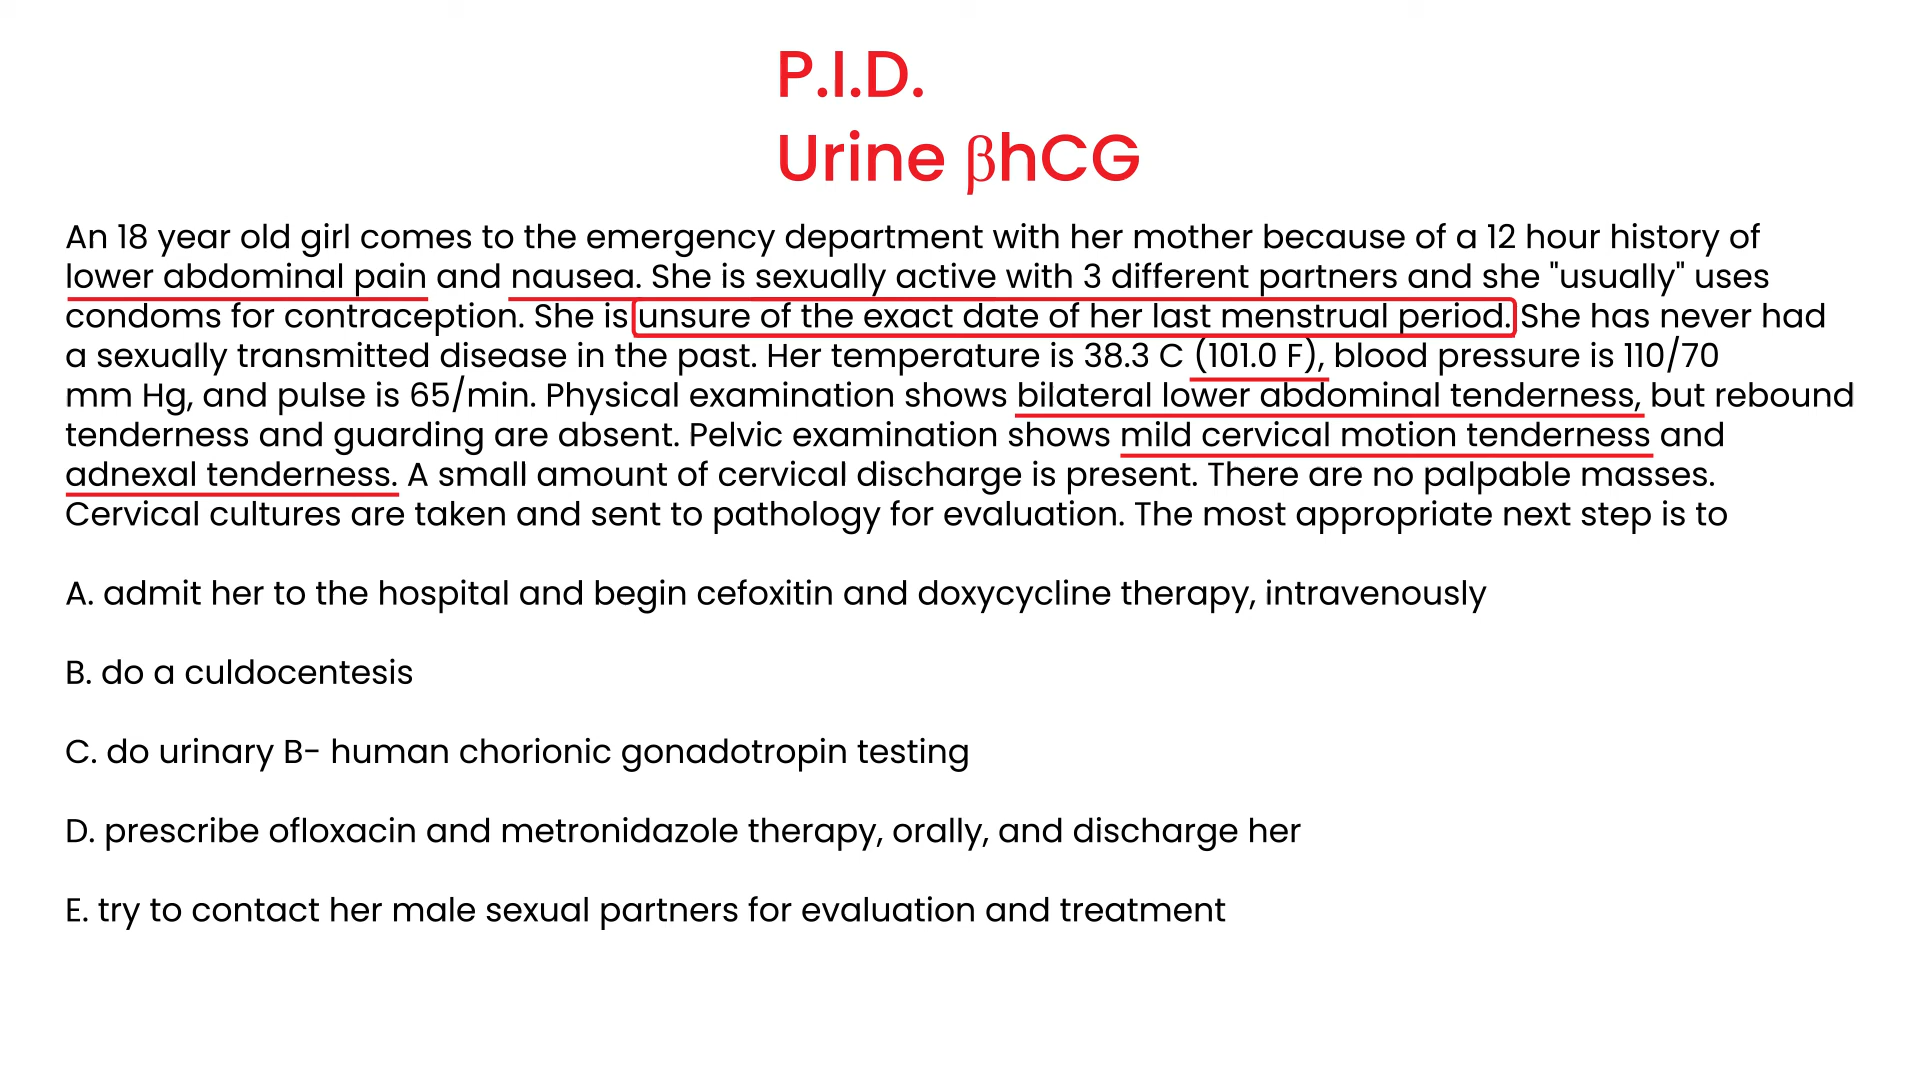 P.I.D.
Urine βhCG
An 18 year old girl comes to the emergency department with her mother because of a 12 hour history of
lower abdominal pain and nausea. She is sexually active with 3 different partners and she "usually" uses
condoms for contraception. She is unsure of the exact date of her last menstrual period. She has never had
a sexually transmitted disease in the past. Her temperature is 38.3 C (101.0 F), blood pressure is 110/70
mm Hg, and pulse is 65/min. Physical examination shows bilateral lower abdominal tenderness, but rebound
tenderness and guarding are absent. Pelvic examination shows mild cervical motion tenderness and
adnexal tenderness. A small amount of cervical discharge is present. There are no palpable masses.
Cervical cultures are taken and sent to pathology for evaluation. The most appropriate next step is to
A. admit her to the hospital and begin cefoxitin and doxycycline therapy, intravenously
B. do a culdocentesis
C. do urinary B- human chorionic gonadotropin testing
D. prescribe ofloxacin and metronidazole therapy, orally, and discharge her
E. try to contact her male sexual partners for evaluation and treatment